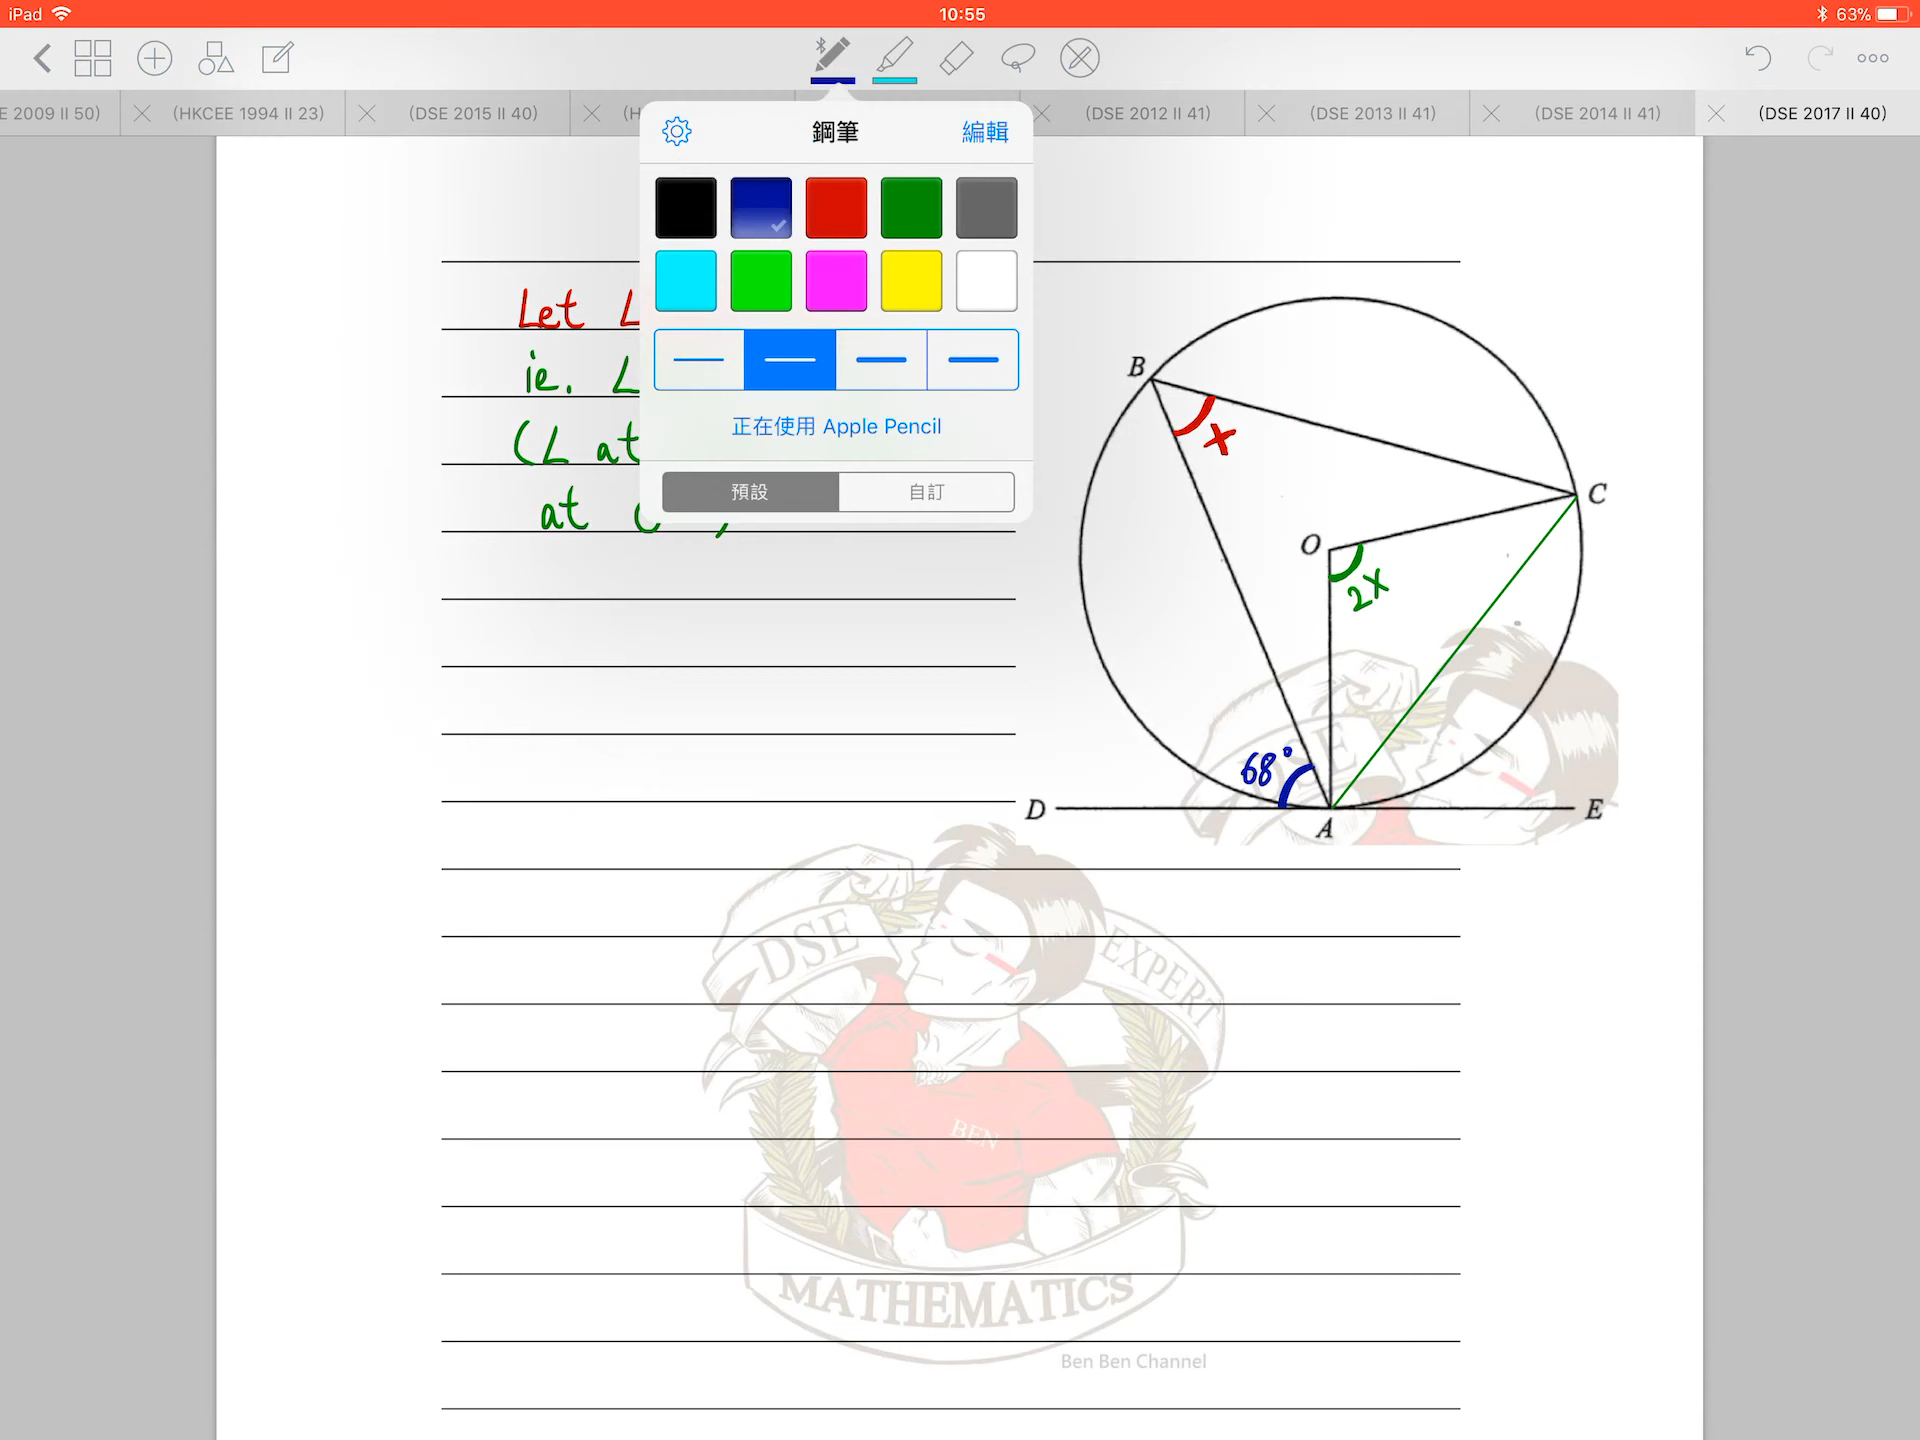 iPad 10:55 63%
E 2009 II 50) (HKCEE 1994 II 23) (DSE 2015 II 40) (H (DSE 2012 II 41) (DSE 2013 II 41) (DSE 2014 II 41) (DSE 2017 II 40)
鋼筆 編輯
正在使用 Apple Pencil
預設 自訂
Let ∠
ie. ∠
(∠ at
at
B
x
C
O
2x
68°
D
A
E
DSE
DSE EXPERT
BEN
MATHEMATICS
Ben Ben Channel